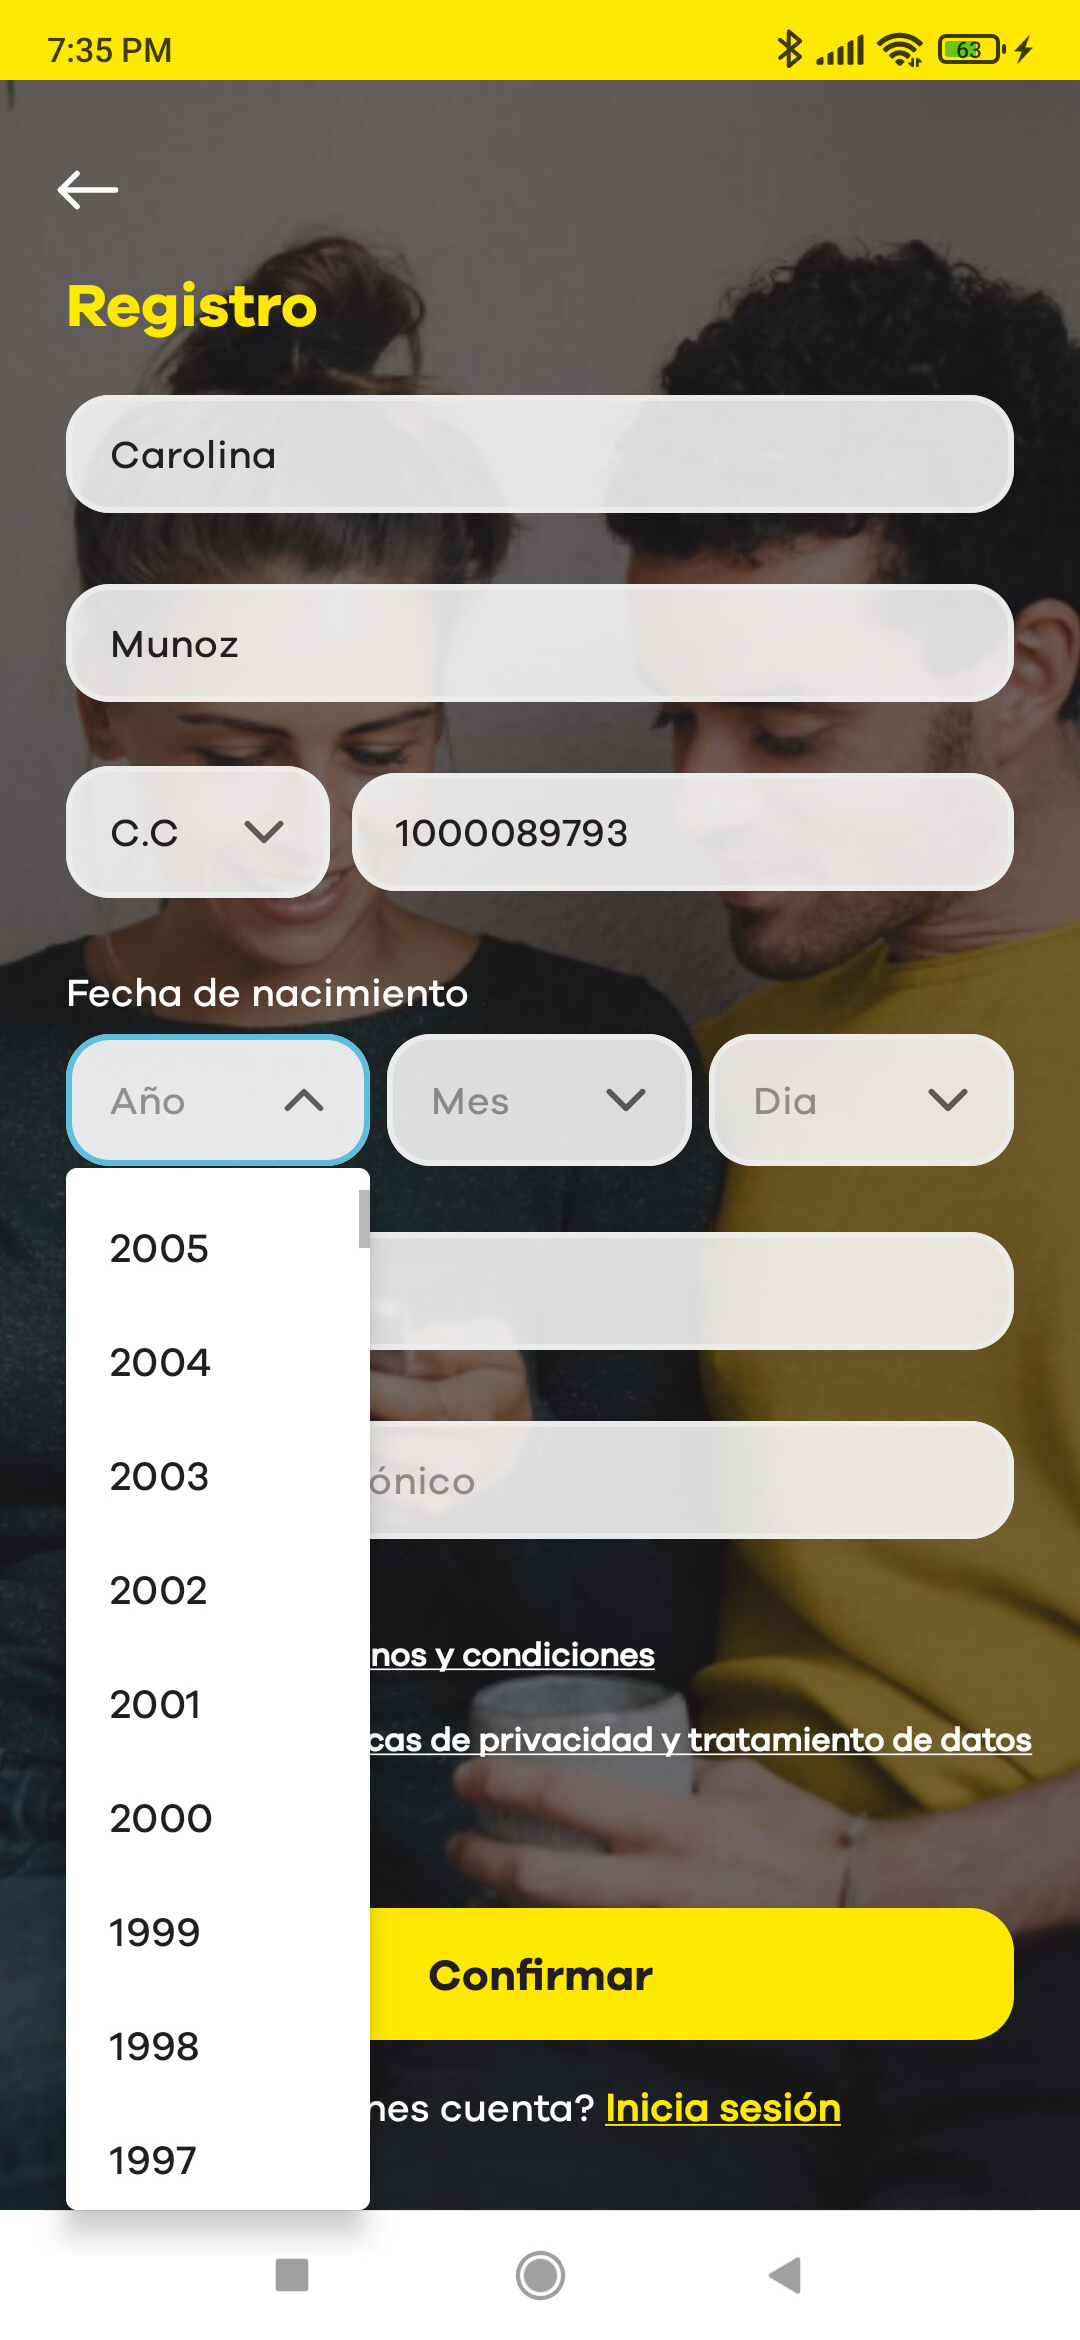 7:35 PM
63
Registro
Carolina
Munoz
C.C
1000089793
Fecha de nacimiento
Año
Mes
Dia
2005
2004
2003
ónico
2002
nos y condiciones
2001
cas de privacidad y tratamiento de datos
2000
1999
Confirmar
1998
nes cuenta? Inicia sesión
1997